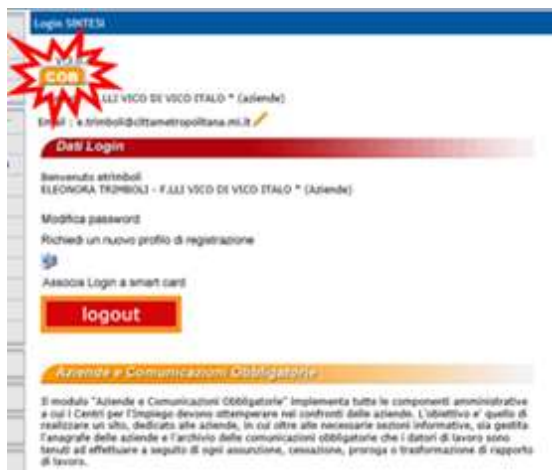 Login SINTESI
COB
F.LLI VICO DI VICO ITALO * (aziende)
Email : e.trimboli@cittametropolitana.mi.it
Dati Login
Benvenuto etrimboli
ELEONORA TRIMBOLI - F.LLI VICO DI VICO ITALO * (Aziende)
Modifica password
Richiedi un nuovo profilo di registrazione
Associa Login a smart card
logout
Aziende e Comunicazioni Obbligatorie
Il modulo "Aziende e Comunicazioni Obbligatorie" implementa tutte le componenti amministrative
a cui i Centri per l'Impiego devono ottemperare nei confronti delle aziende. L'obiettivo e' quello di
realizzare un sito, dedicato alle aziende, in cui oltre alle necessarie sezioni informative, sia gestita
l'anagrafe delle aziende e l'archivio delle comunicazioni obbligatorie che i datori di lavoro sono
tenuti ad effettuare a seguito di ogni assunzione, cessazione, proroga o trasformazione di rapporto
di lavoro.